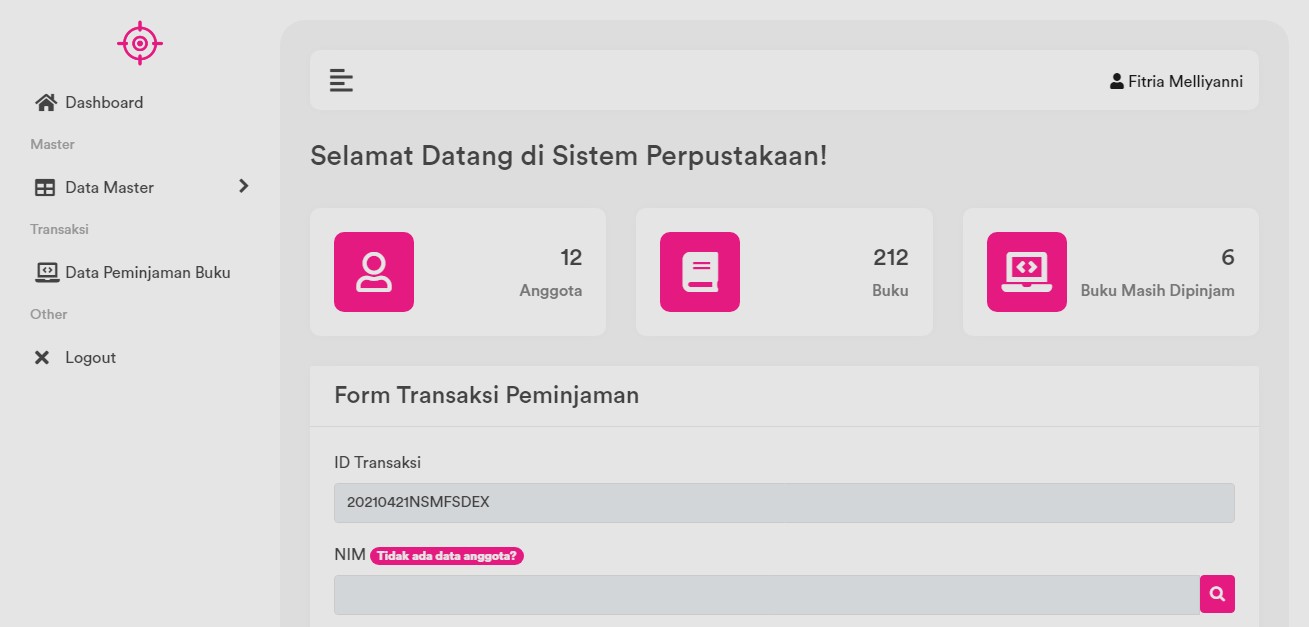 Dashboard
Master
Data Master
Transaksi
Data Peminjaman Buku
Other
Logout
Fitria Melliyanni
Selamat Datang di Sistem Perpustakaan!
12
Anggota
212
Buku
6
Buku Masih Dipinjam
Form Transaksi Peminjaman
ID Transaksi
20210421NSMFSDEX
NIM Tidak ada data anggota?